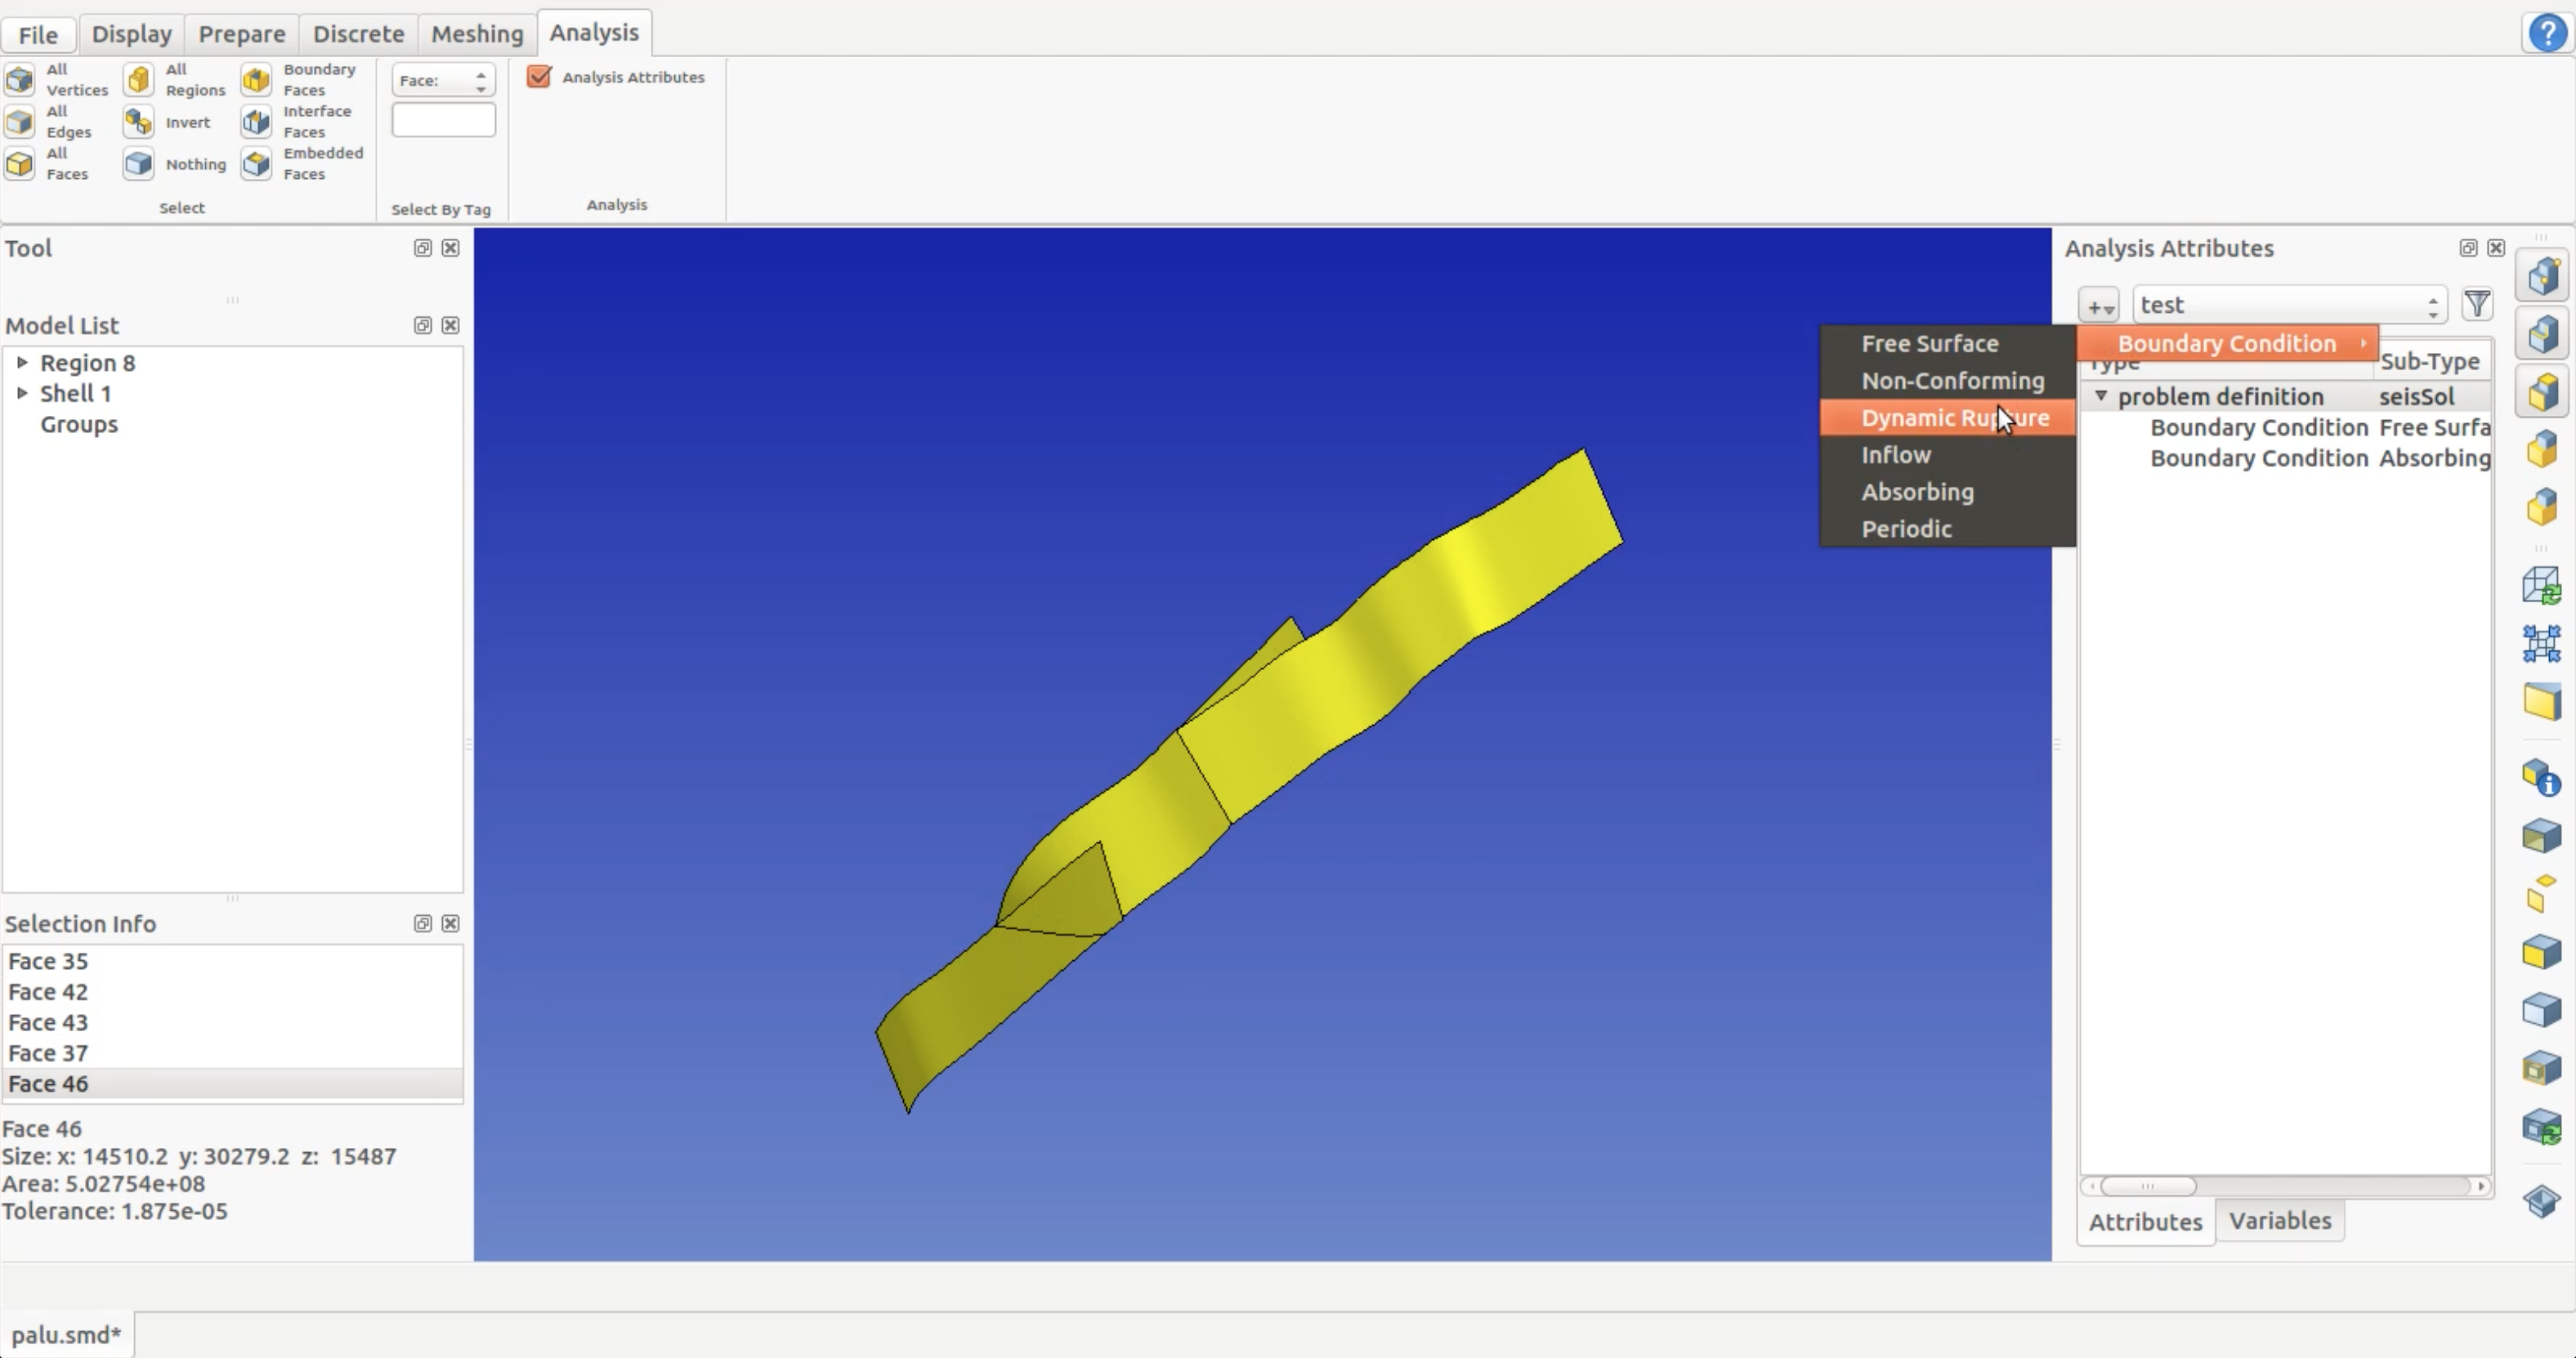 File Display Prepare Discrete Meshing Analysis
All Vertices
All Regions
Boundary Faces
All Edges
Invert
Interface Faces
All Faces
Nothing
Embedded Faces
Select
Face:
Select By Tag
Analysis Attributes
Analysis
Tool
Model List
Region 8
Shell 1
Groups
Selection Info
Face 35
Face 42
Face 43
Face 37
Face 46
Face 46
Size: x: 14510.2 y: 30279.2 z: 15487
Area: 5.02754e+08
Tolerance: 1.875e-05
Analysis Attributes
test
Boundary Condition
Free Surface
Non-Conforming
Dynamic Rupture
Inflow
Absorbing
Periodic
Type Sub-Type
problem definition seisSol
Boundary Condition Free Surfa
Boundary Condition Absorbing
Attributes Variables
palu.smd*